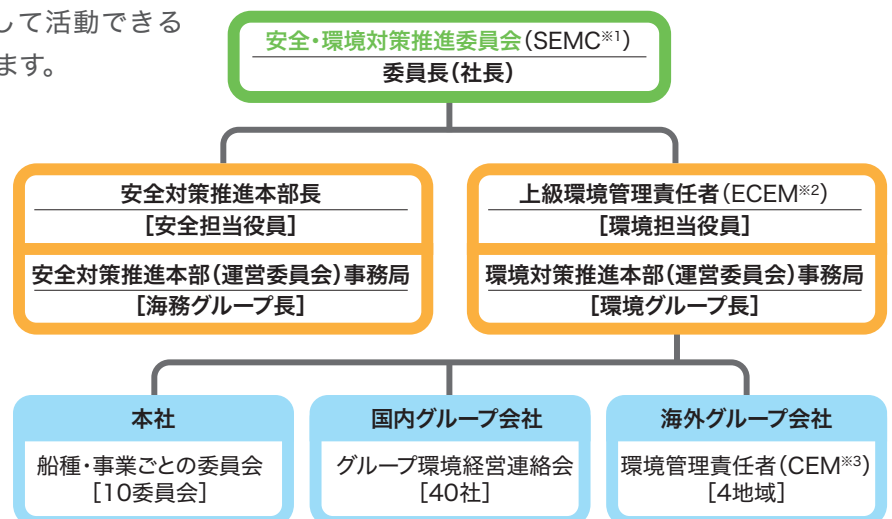 して活動できる
ます。
安全・環境対策推進委員会(SEMC※1)
委員長(社長)
安全対策推進本部長
[安全担当役員]
安全対策推進本部(運営委員会)事務局
[海務グループ長]
上級環境管理責任者(ECEM※2)
[環境担当役員]
環境対策推進本部(運営委員会)事務局
[環境グループ長]
本社
船種・事業ごとの委員会
[10委員会]
国内グループ会社
グループ環境経営連絡会
[40社]
海外グループ会社
環境管理責任者(CEM※3)
[4地域]